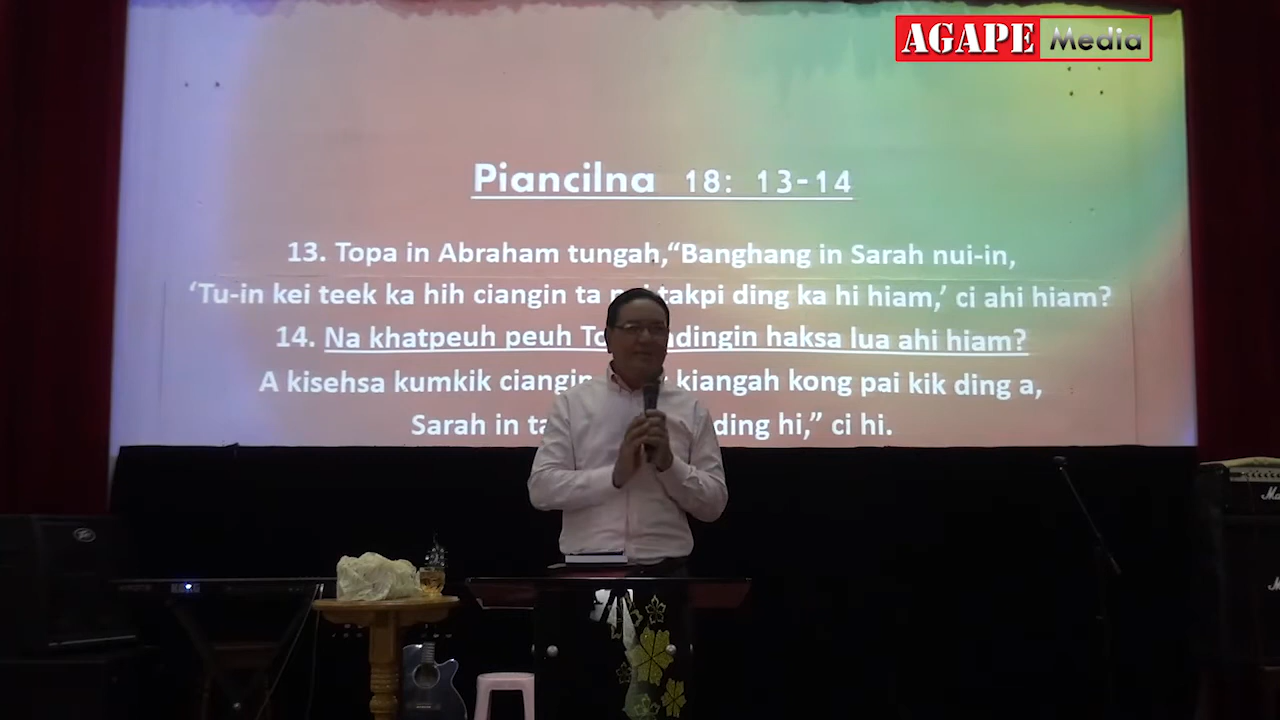 AGAPE Media
Piancilna 18: 13-14
13. Topa in Abraham tungah,“Banghang in Sarah nui-in,
‘Tu-in kei teek ka hih ciangin ta takpi ding ka hi hiam,’ ci ahi hiam?
14. Na khatpeuh peuh haksa lua ahi hiam?
A kisehsa kumkik ciangin kiangah kong pai kik ding a,
Sarah in ding hi,” ci hi.